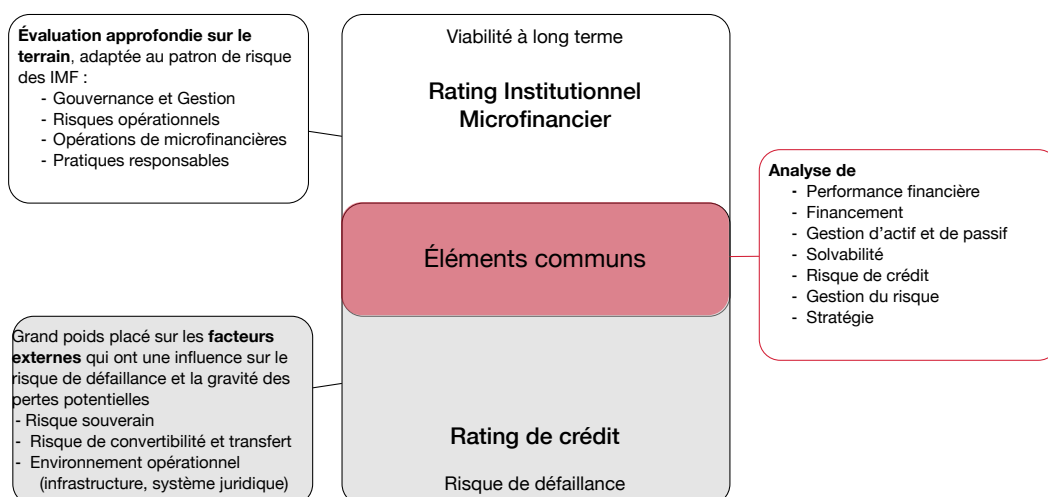 Évaluation approfondie sur le
terrain, adaptée au patron de risque
des IMF :
- Gouvernance et Gestion
- Risques opérationnels
- Opérations de microfinancières
- Pratiques responsables
Viabilité à long terme
Rating Institutionnel
Microfinancier
Éléments communs
Analyse de
- Performance financière
- Financement
- Gestion d'actif et de passif
- Solvabilité
- Risque de crédit
- Gestion du risque
- Stratégie
Grand poids placé sur les facteurs
externes qui ont une influence sur le
risque de défaillance et la gravité des
pertes potentielles
- Risque souverain
- Risque de convertibilité et transfert
- Environnement opérationnel
(infrastructure, système juridique)
Rating de crédit
Risque de défaillance